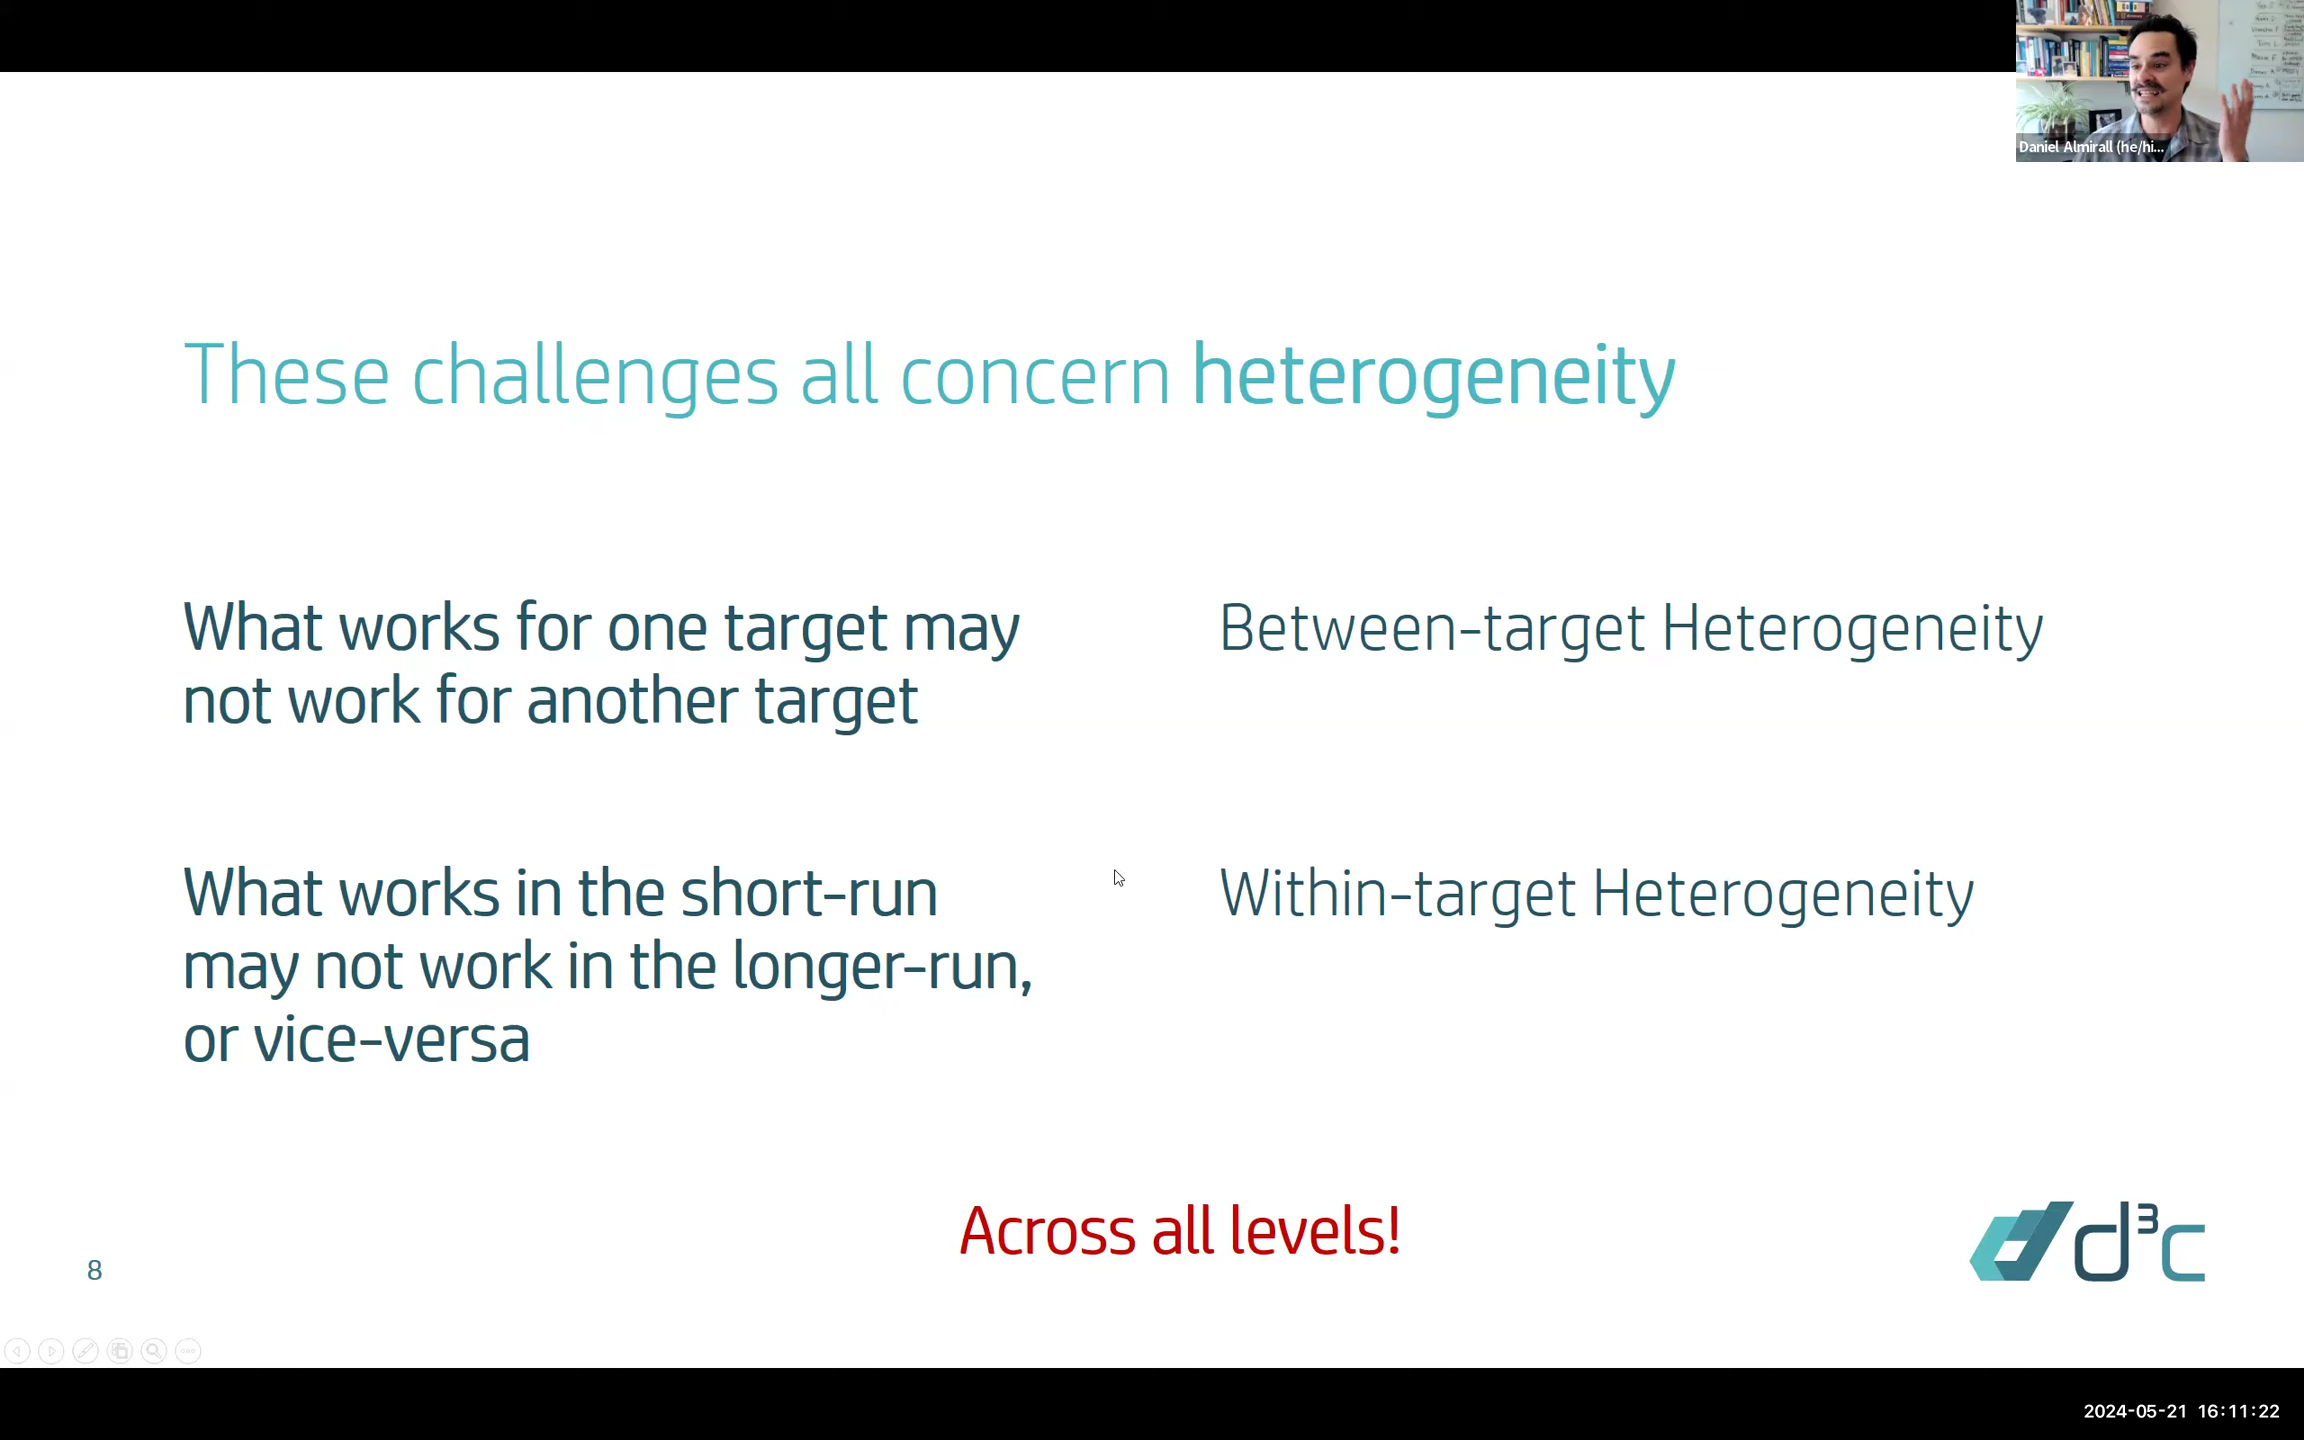 Daniel Almirall (he/hi...
These challenges all concern heterogeneity
What works for one target may
not work for another target
Between-target Heterogeneity
What works in the short-run
may not work in the longer-run,
or vice-versa
Within-target Heterogeneity
Across all levels!
8
d³c
2024-05-21 16:11:22